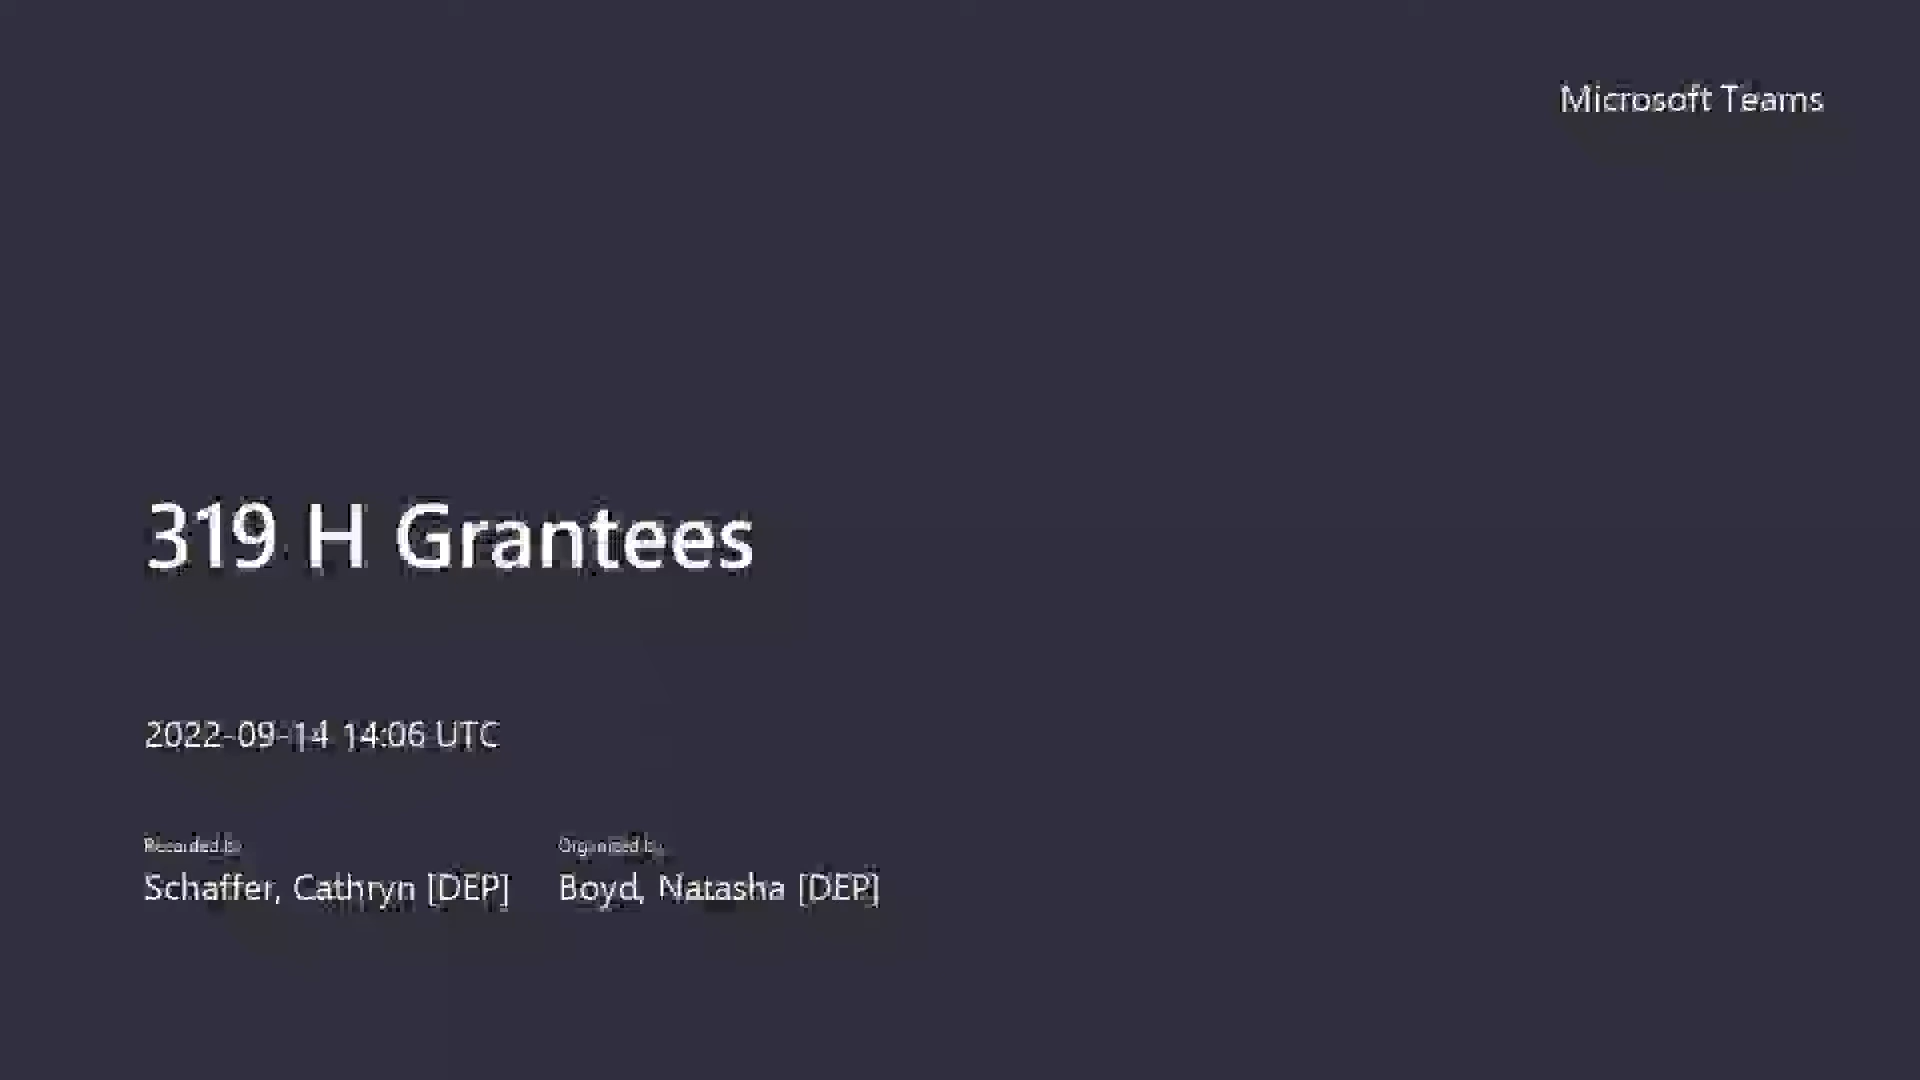 Microsoft Teams
319 H Grantees
2022-09-14 14:06 UTC
Recorded by
Organized by
Schaffer, Cathryn [DEP]
Boyd, Natasha [DEP]